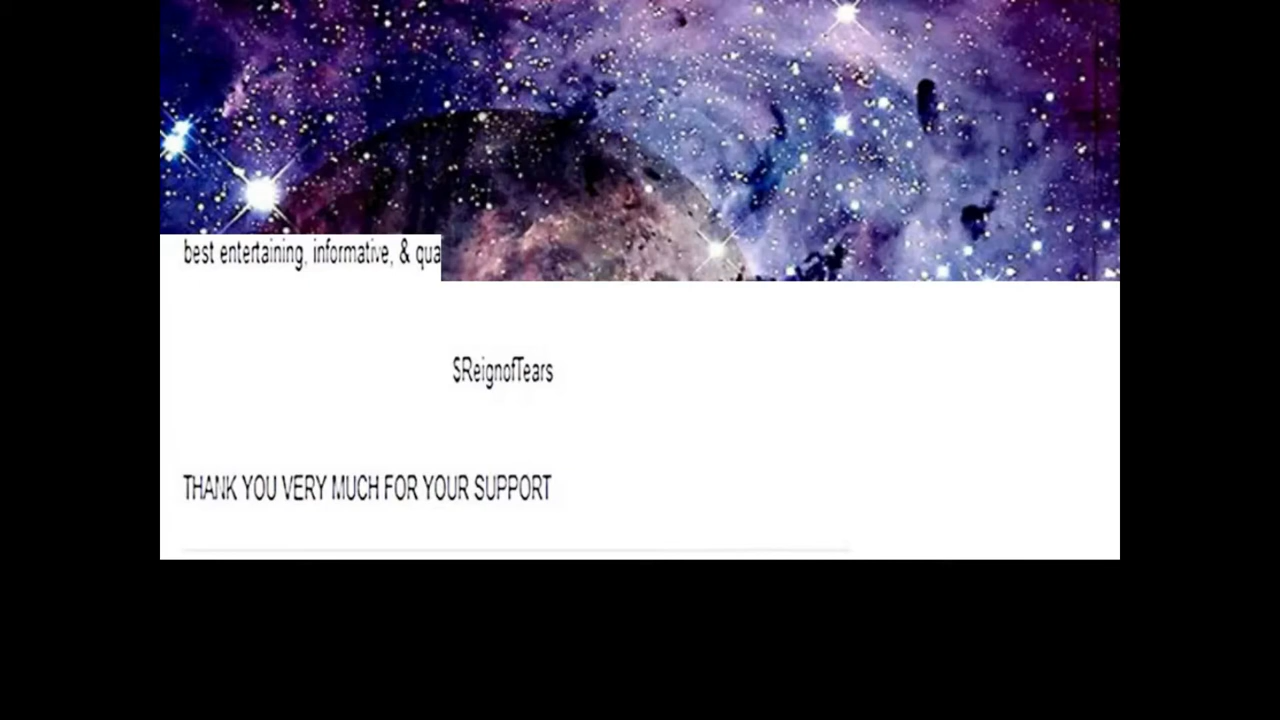 best entertaining, informative, & qua
$ReignofTears
THANK YOU VERY MUCH FOR YOUR SUPPORT